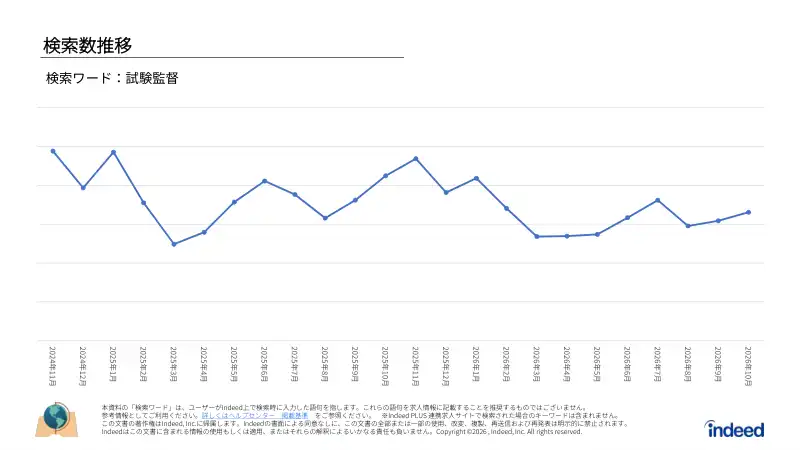 検索数推移
検索ワード：試験監督
2024年11月
2024年12月
2025年1月
2025年2月
2025年3月
2025年4月
2025年5月
2025年6月
2025年7月
2025年8月
2025年9月
2025年10月
2025年11月
2025年12月
2026年1月
2026年2月
2026年3月
2026年4月
2026年5月
2026年6月
2026年7月
2026年8月
2026年9月
2026年10月
本資料の「検索ワード」は、ユーザーがIndeed上で検索時に入力した語句を指します。これらの語句を求人情報に記載することを推奨するものではございません。
参考情報としてご利用ください。詳しくはヘルプセンター 掲載基準 をご参照ください。 ※Indeed PLUS 連携求人サイトで検索された場合のキーワードは含まれません。
この文書の著作権はIndeed, Inc.に帰属します。Indeedの書面による同意なしに、この文書の全部または一部の使用、改変、複製、再送信および再発表は明示的に禁止されます。
Indeedはこの文書に含まれる情報の使用もしくは適用、またはそれらの解釈によるいかなる責任も負いません。Copyright ©2026 , Indeed, Inc. All rights reserved.
indeed